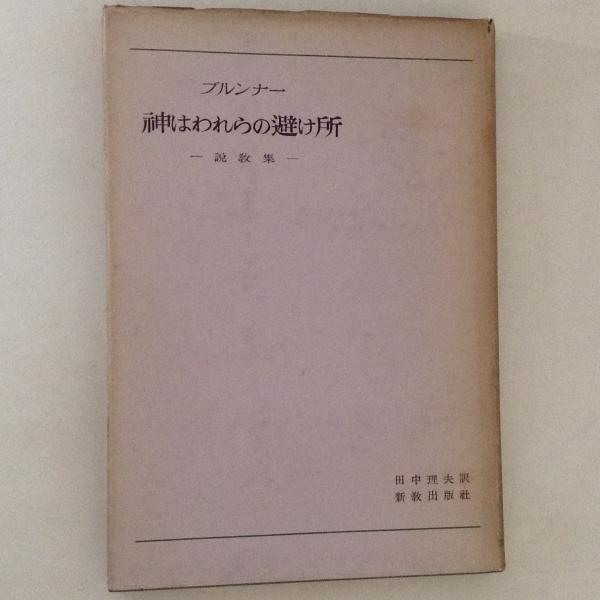 ブルンナー
神はわれらの避け所
― 説教集 ―
田中理夫訳
新教出版社